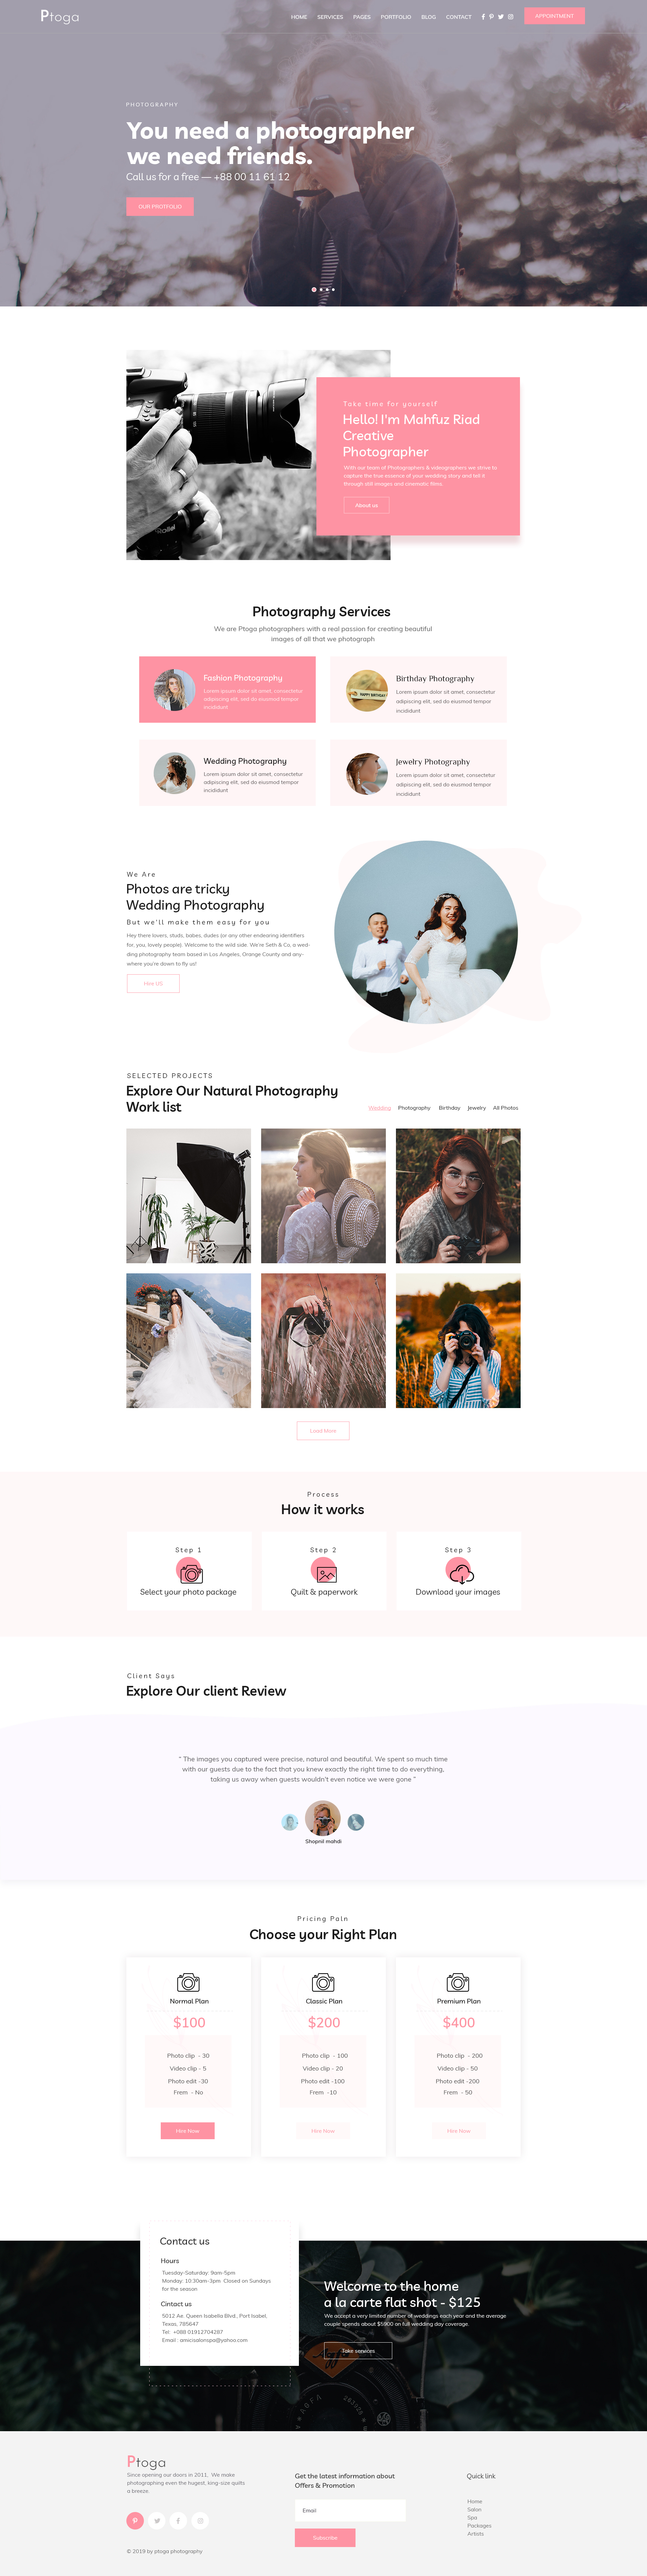 Ptoga
HOME SERVICES PAGES PORTFOLIO BLOG CONTACT APPOINTMENT
PHOTOGRAPHY
You need a photographer
we need friends.
Call us for a free — +88 00 11 61 12
OUR PROTFOLIO
Take time for yourself
Hello! I'm Mahfuz Riad
Creative
Photographer
With our team of Photographers & videographers we strive to
capture the true essence of your wedding story and tell it
through still images and cinematic films.
About us
Photography Services
We are Ptoga photographers with a real passion for creating beautiful
images of all that we photograph
Fashion Photography
Lorem ipsum dolor sit amet, consectetur
adipiscing elit, sed do eiusmod tempor
incididunt
Birthday Photography
Lorem ipsum dolor sit amet, consectetur
adipiscing elit, sed do eiusmod tempor
incididunt
HAPPY BIRTHDAY
Wedding Photography
Lorem ipsum dolor sit amet, consectetur
adipiscing elit, sed do eiusmod tempor
incididunt
Jewelry Photography
Lorem ipsum dolor sit amet, consectetur
adipiscing elit, sed do eiusmod tempor
incididunt
We Are
Photos are tricky
Wedding Photography
But we'll make them easy for you
Hey there lovers, studs, babes, dudes (or any other endearing identifiers
for, you, lovely people). Welcome to the wild side. We're Seth & Co, a wed-
ding photography team based in Los Angeles, Orange County and any-
where you're down to fly us!
Hire US
SELECTED PROJECTS
Explore Our Natural Photography
Work list
Wedding Photography Birthday Jewelry All Photos
Load More
Process
How it works
Step 1
Select your photo package
Step 2
Quilt & paperwork
Step 3
Download your images
Client Says
Explore Our client Review
“ The images you captured were precise, natural and beautiful. We spent so much time
with our guests due to the fact that you knew exactly the right time to do everything,
taking us away when guests wouldn't even notice we were gone ”
Shopnil mahdi
Pricing Paln
Choose your Right Plan
Normal Plan
$100
Photo clip - 30
Video clip - 5
Photo edit -30
Frem - No
Hire Now
Classic Plan
$200
Photo clip - 100
Video clip - 20
Photo edit -100
Frem -10
Hire Now
Premium Plan
$400
Photo clip - 200
Video clip - 50
Photo edit -200
Frem - 50
Hire Now
Contact us
Hours
Tuesday-Saturday: 9am-5pm
Monday: 10:30am-3pm. Closed on Sundays
for the season
Cintact us
5012 Ae. Queen Isabella Blvd., Port Isabel,
Texas, 785647
Tel: +088 01912704287
Email : amicisalonspa@yahoo.com
Welcome to the home
a la carte flat shot - $125
We accept a very limited number of weddings each year and the average
couple spends about $5900 on full wedding day coverage.
Take services
Ptoga
Since opening our doors in 2011, We make
photographing even the hugest, king-size quilts
a breeze.
© 2019 by ptoga photography
Get the latest information about
Offers & Promotion
Email
Subscribe
Quick link
Home
Salon
Spa
Packages
Artists